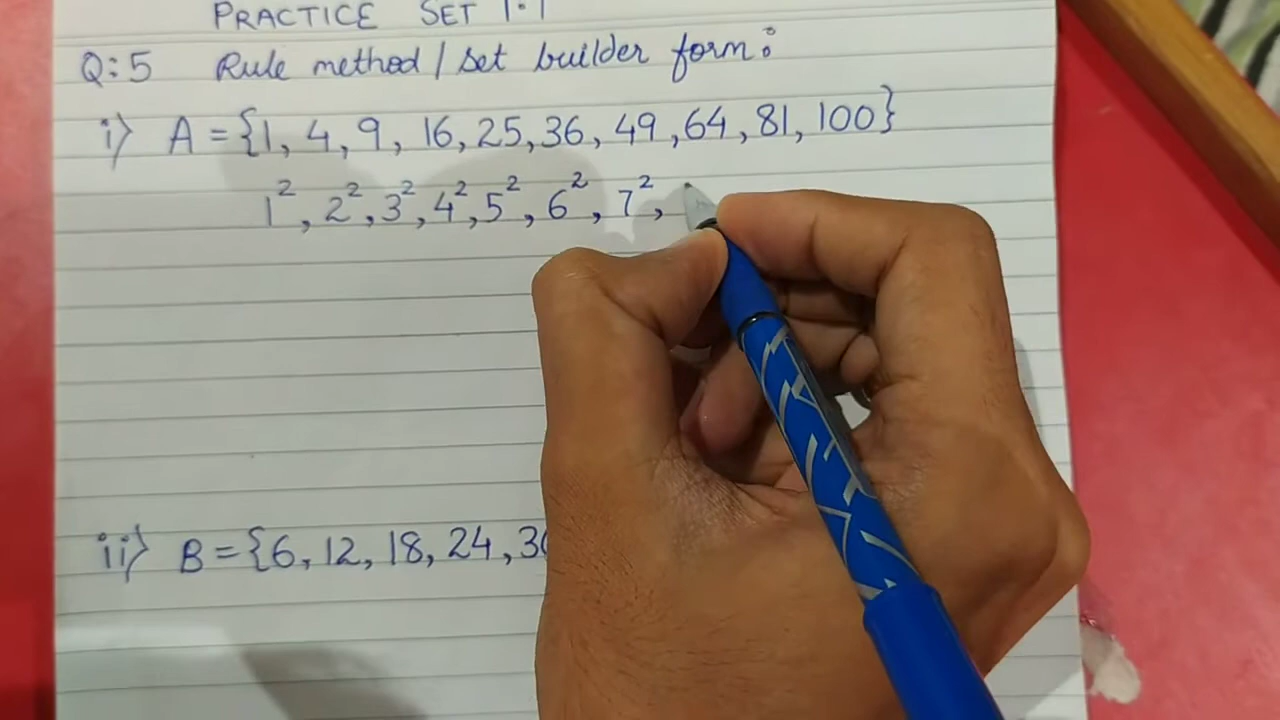 PRACTICE SET 1.1
Q:5 Rule method / set builder form:
i) A = {1, 4, 9, 16, 25, 36, 49, 64, 81, 100}
1², 2², 3², 4², 5², 6², 7²,
ii) B = {6, 12, 18, 24,